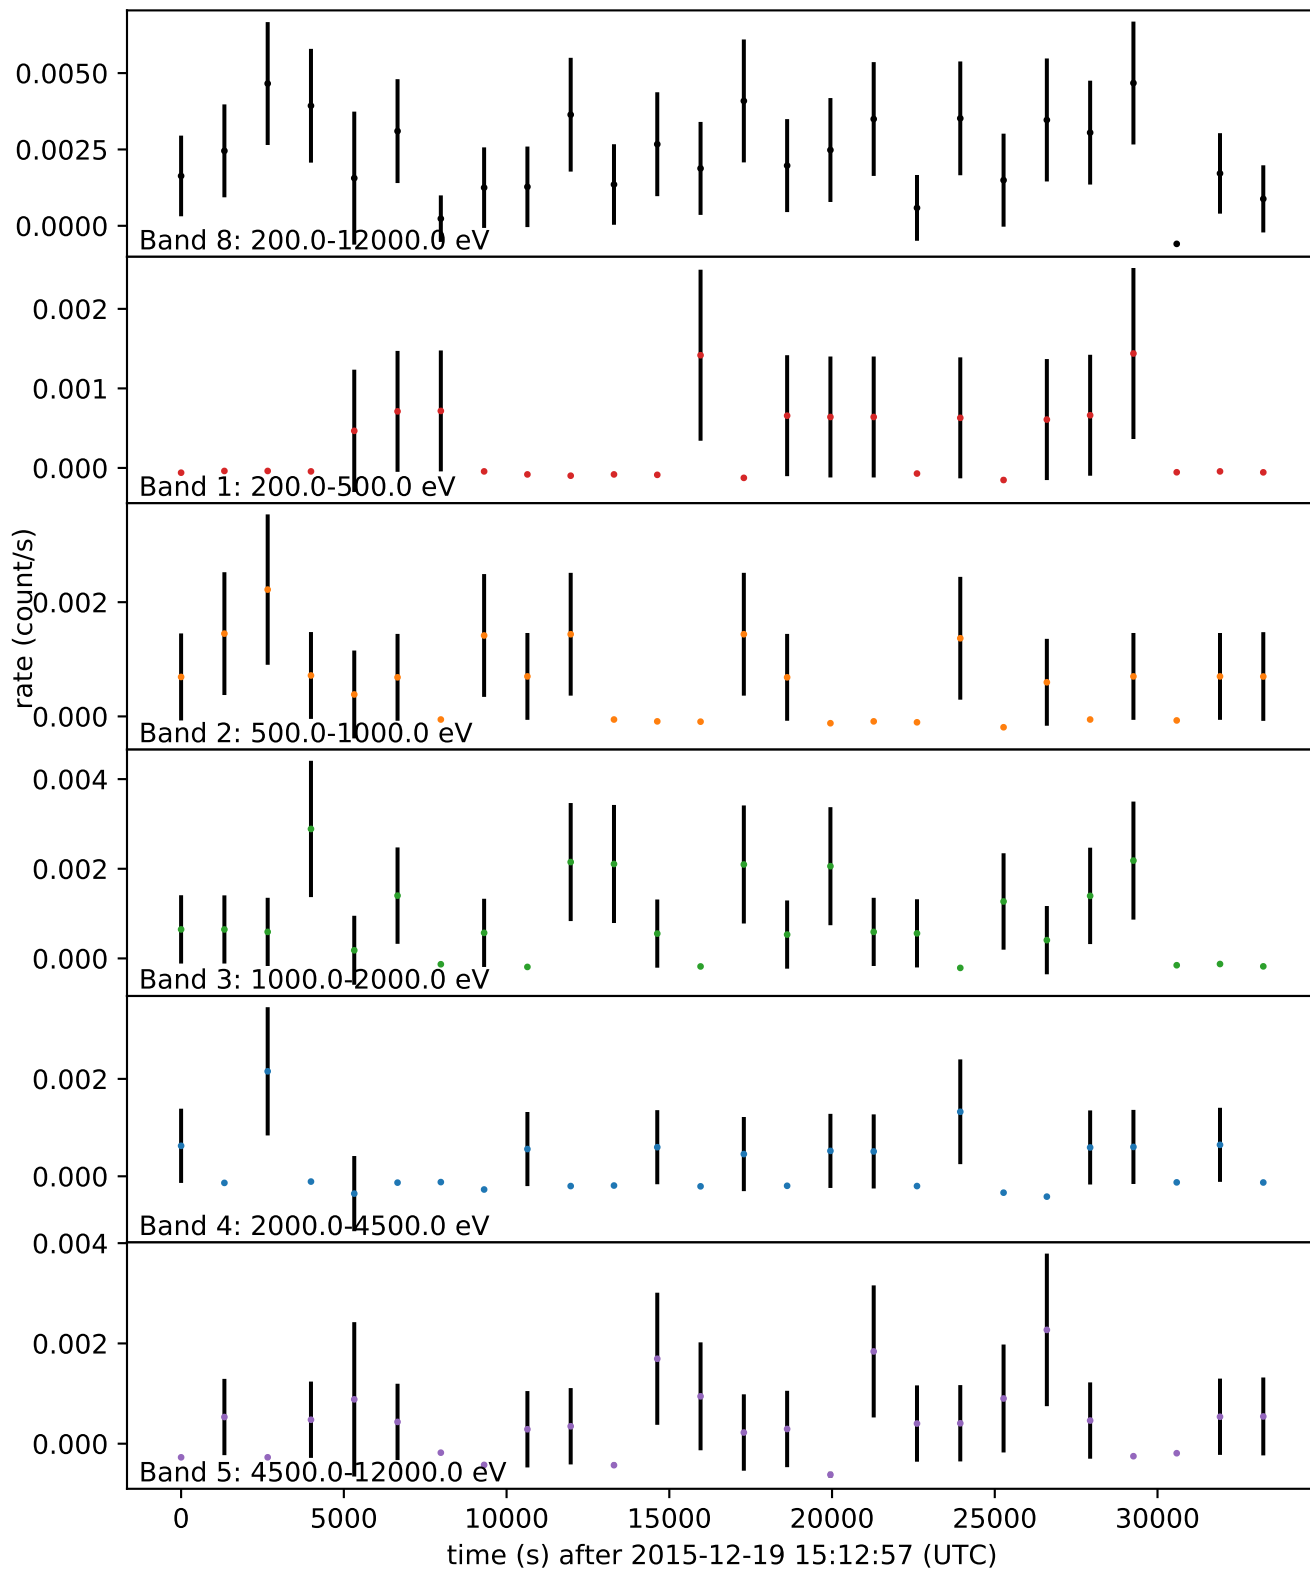 0.0050
0.0025
0.0000
Band 8: 200.0-12000.0 eV
0.002
0.001
0.000
Band 1: 200.0-500.0 eV
rate (count/s)
0.002
0.000
Band 2: 500.0-1000.0 eV
0.004
0.002
0.000
Band 3: 1000.0-2000.0 eV
0.002
0.000
Band 4: 2000.0-4500.0 eV
0.004
0.002
0.000
Band 5: 4500.0-12000.0 eV
0 5000 10000 15000 20000 25000 30000
time (s) after 2015-12-19 15:12:57 (UTC)